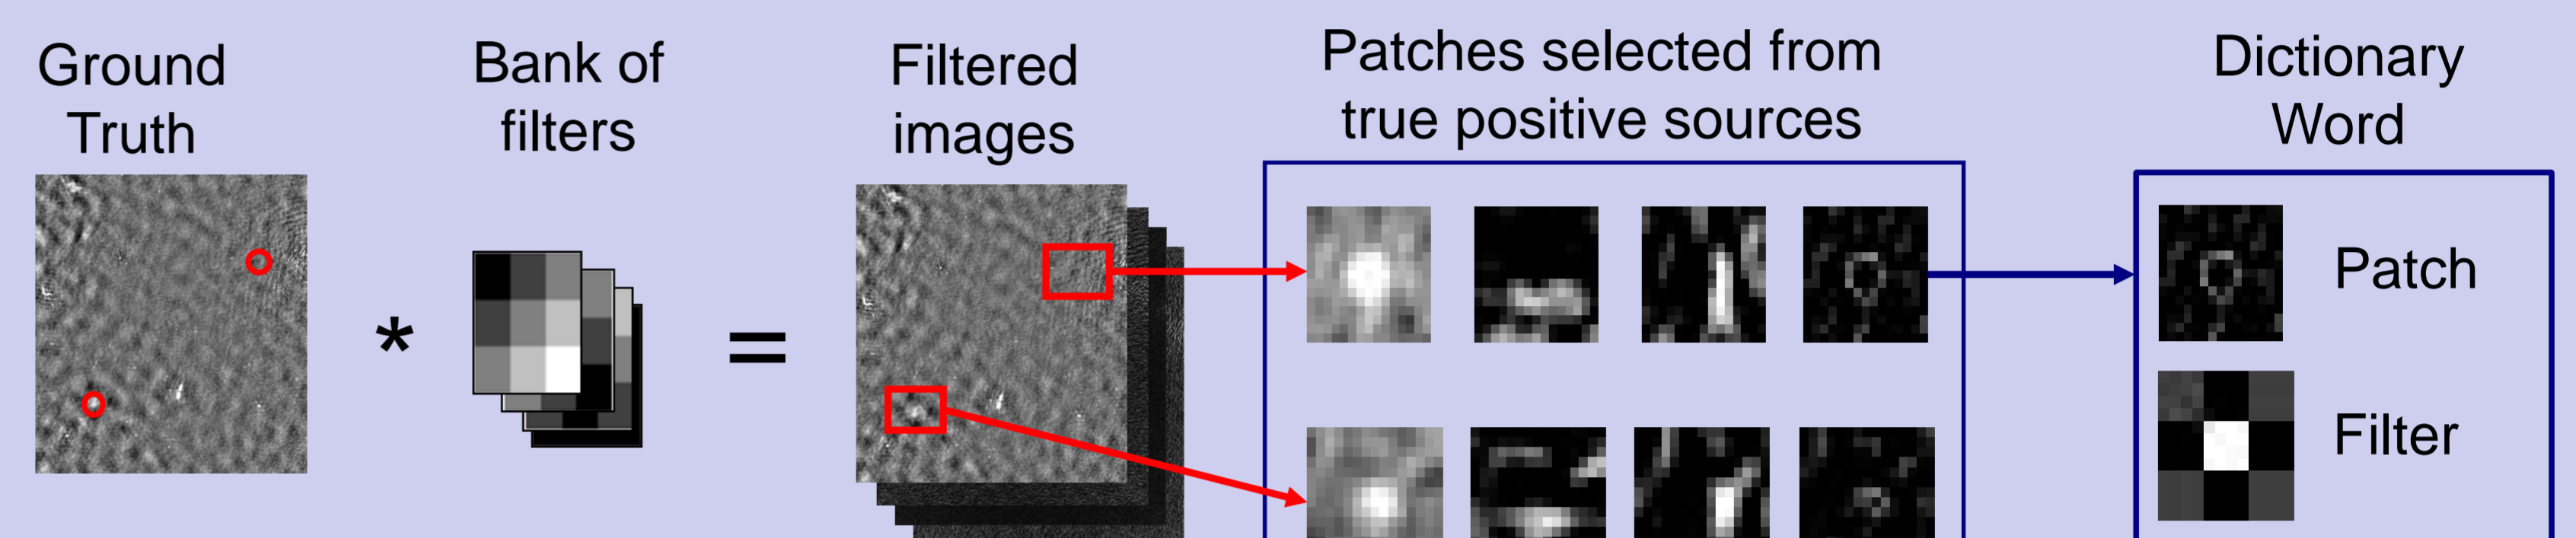 Ground
Truth
Bank of
filters
Filtered
images
Patches selected from
true positive sources
Dictionary
Word
*
=
Patch
Filter